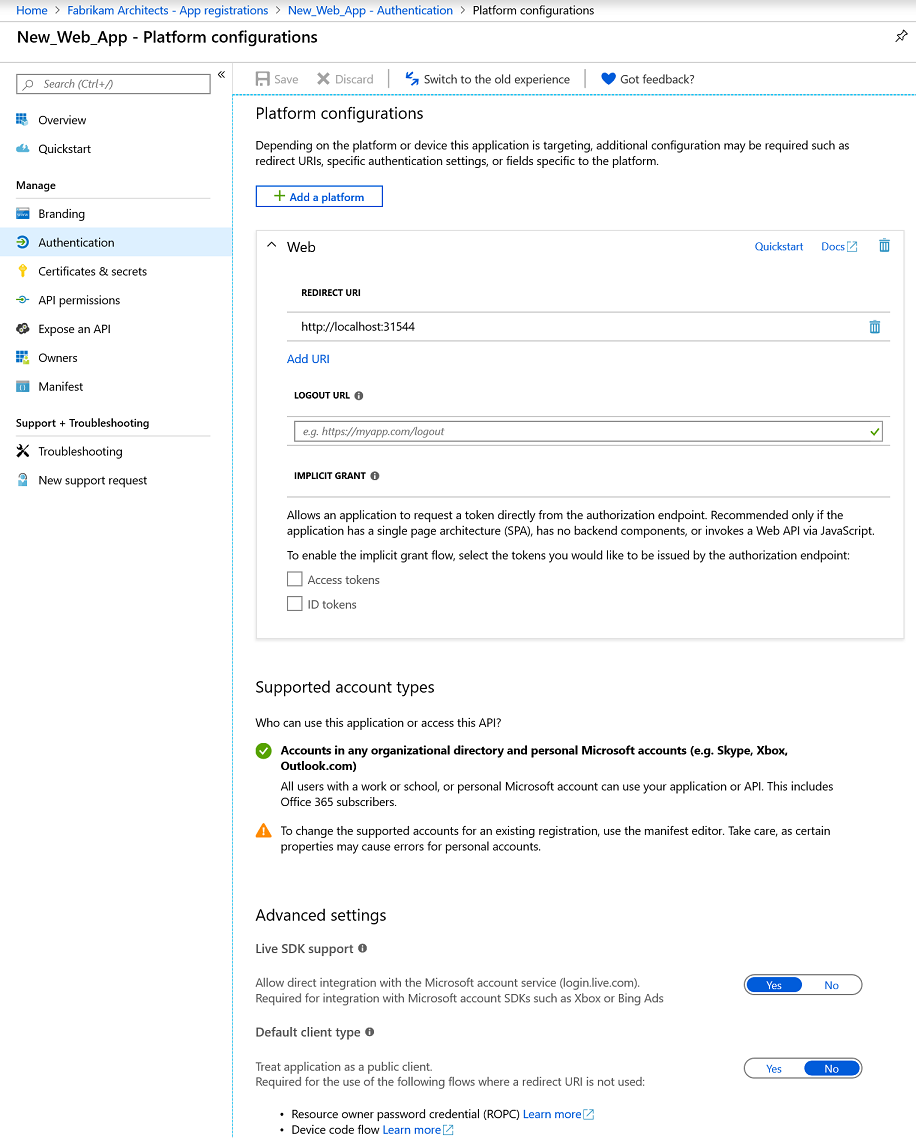 Home > Fabrikam Architects - App registrations > New_Web_App - Authentication > Platform configurations
New_Web_App - Platform configurations
Search (Ctrl+/)
«
Overview
Quickstart
Manage
Branding
Authentication
Certificates & secrets
API permissions
Expose an API
Owners
Manifest
Support + Troubleshooting
Troubleshooting
New support request
Save Discard Switch to the old experience Got feedback?
Platform configurations
Depending on the platform or device this application is targeting, additional configuration may be required such as
redirect URIs, specific authentication settings, or fields specific to the platform.
+ Add a platform
Web Quickstart Docs
REDIRECT URI
http://localhost:31544
Add URI
LOGOUT URL
e.g. https://myapp.com/logout
IMPLICIT GRANT
Allows an application to request a token directly from the authorization endpoint. Recommended only if the
application has a single page architecture (SPA), has no backend components, or invokes a Web API via JavaScript.
To enable the implicit grant flow, select the tokens you would like to be issued by the authorization endpoint:
Access tokens
ID tokens
Supported account types
Who can use this application or access this API?
Accounts in any organizational directory and personal Microsoft accounts (e.g. Skype, Xbox,
Outlook.com)
All users with a work or school, or personal Microsoft account can use your application or API. This includes
Office 365 subscribers.
To change the supported accounts for an existing registration, use the manifest editor. Take care, as certain
properties may cause errors for personal accounts.
Advanced settings
Live SDK support
Allow direct integration with the Microsoft account service (login.live.com).
Required for integration with Microsoft account SDKs such as Xbox or Bing Ads
Yes No
Default client type
Treat application as a public client.
Required for the use of the following flows where a redirect URI is not used:
Yes No
• Resource owner password credential (ROPC) Learn more
• Device code flow Learn more